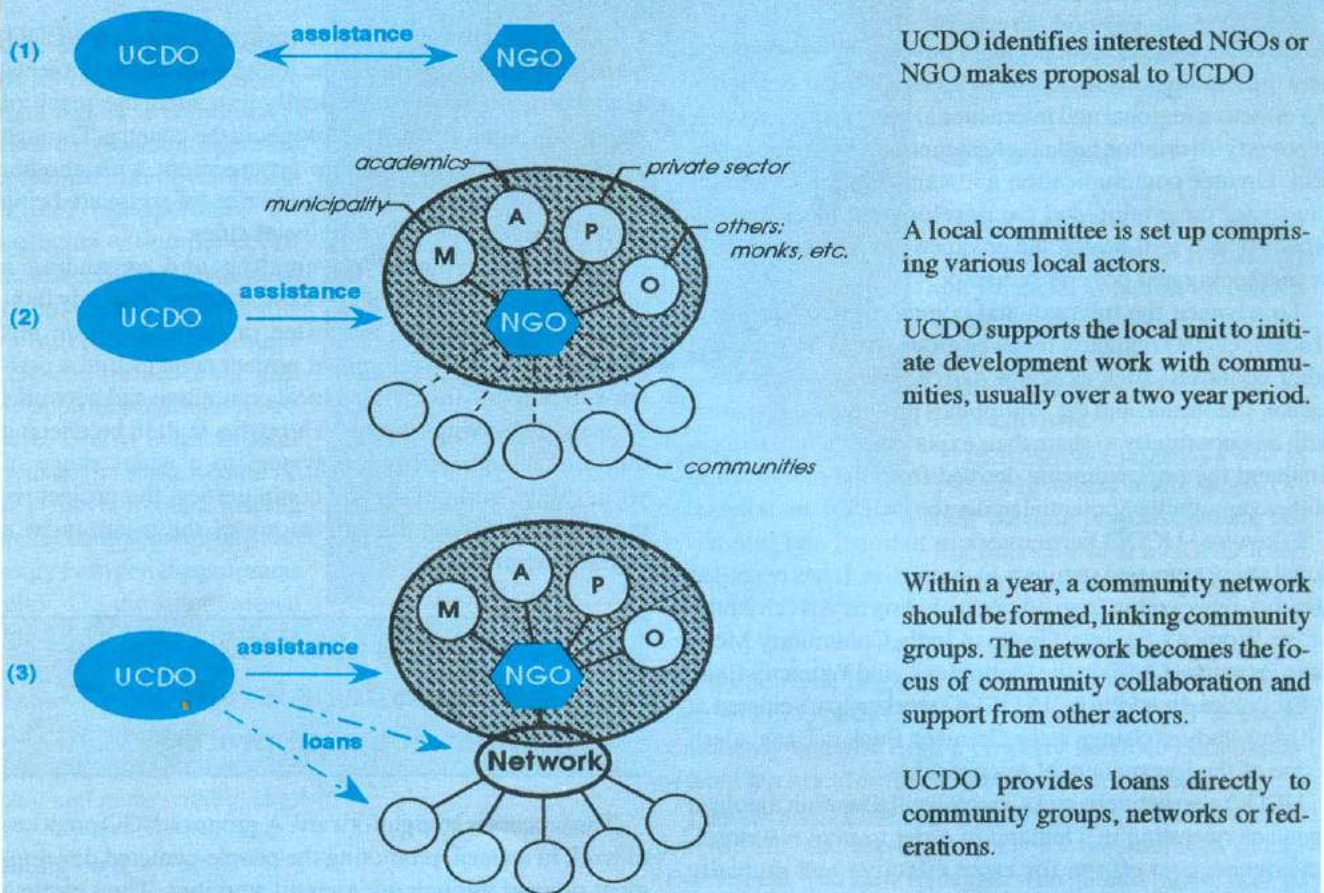 (1)
UCDO
assistance
NGO
UCDO identifies interested NGOs or
NGO makes proposal to UCDO
academics
private sector
municipality
others:
monks, etc.
A
P
M
O
A local committee is set up compris-
ing various local actors.
(2)
UCDO
assistance
NGO
UCDO supports the local unit to initi-
ate development work with commu-
nities, usually over a two year period.
communities
A
P
M
O
Within a year, a community network
should be formed, linking community
groups. The network becomes the fo-
cus of community collaboration and
support from other actors.
(3)
UCDO
assistance
NGO
loans
Network
UCDO provides loans directly to
community groups, networks or fed-
erations.